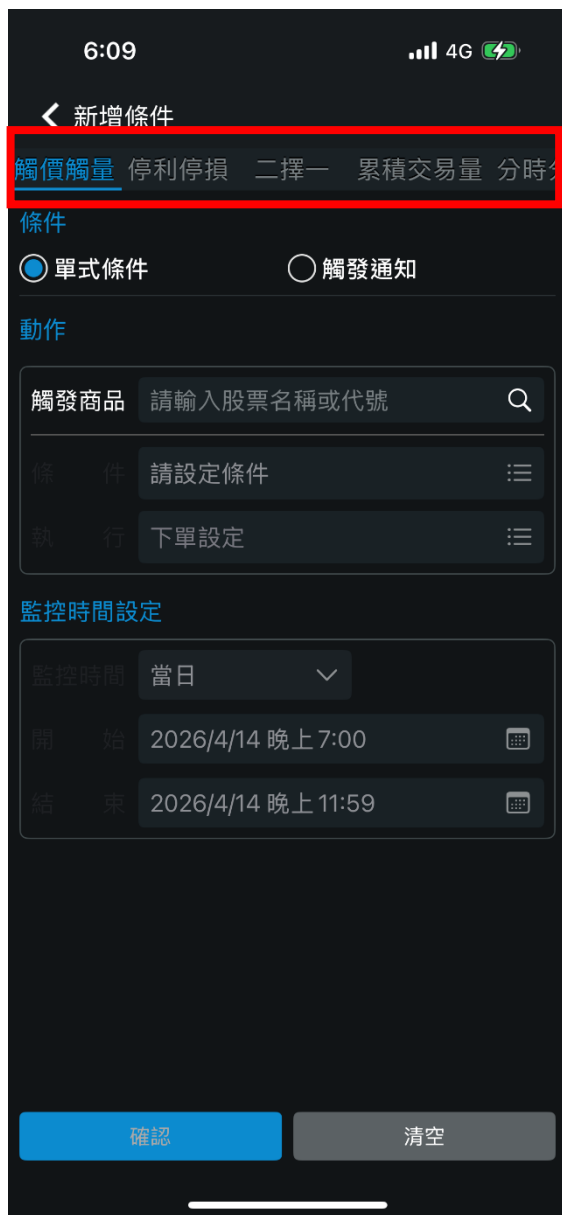 6:09 4G
新增條件
觸價觸量 停利停損 二擇一 累積交易量 分時
條件
單式條件 觸發通知
動作
觸發商品 請輸入股票名稱或代號
條 件 請設定條件
執 行 下單設定
監控時間設定
監控時間 當日
開 始 2026/4/14 晚上 7:00
結 束 2026/4/14 晚上 11:59
確認 清空